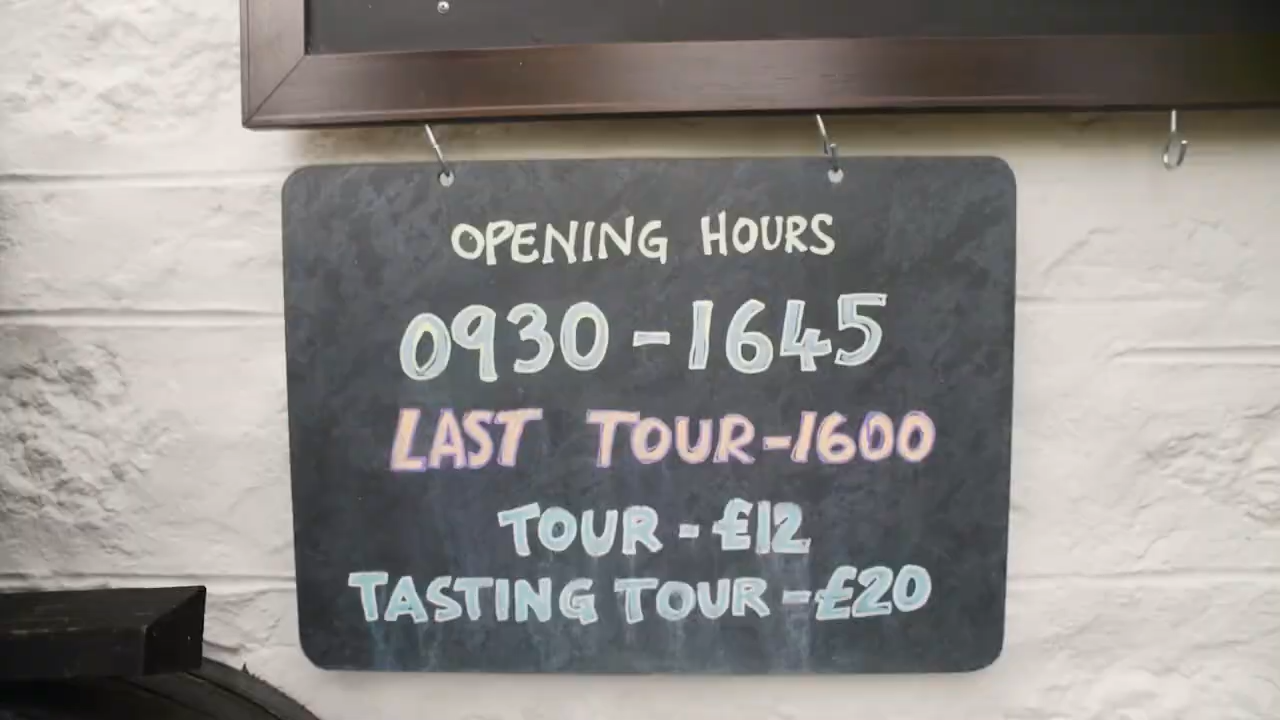 OPENING HOURS
0930-1645
LAST TOUR-1600
TOUR - £12
TASTING TOUR - £20